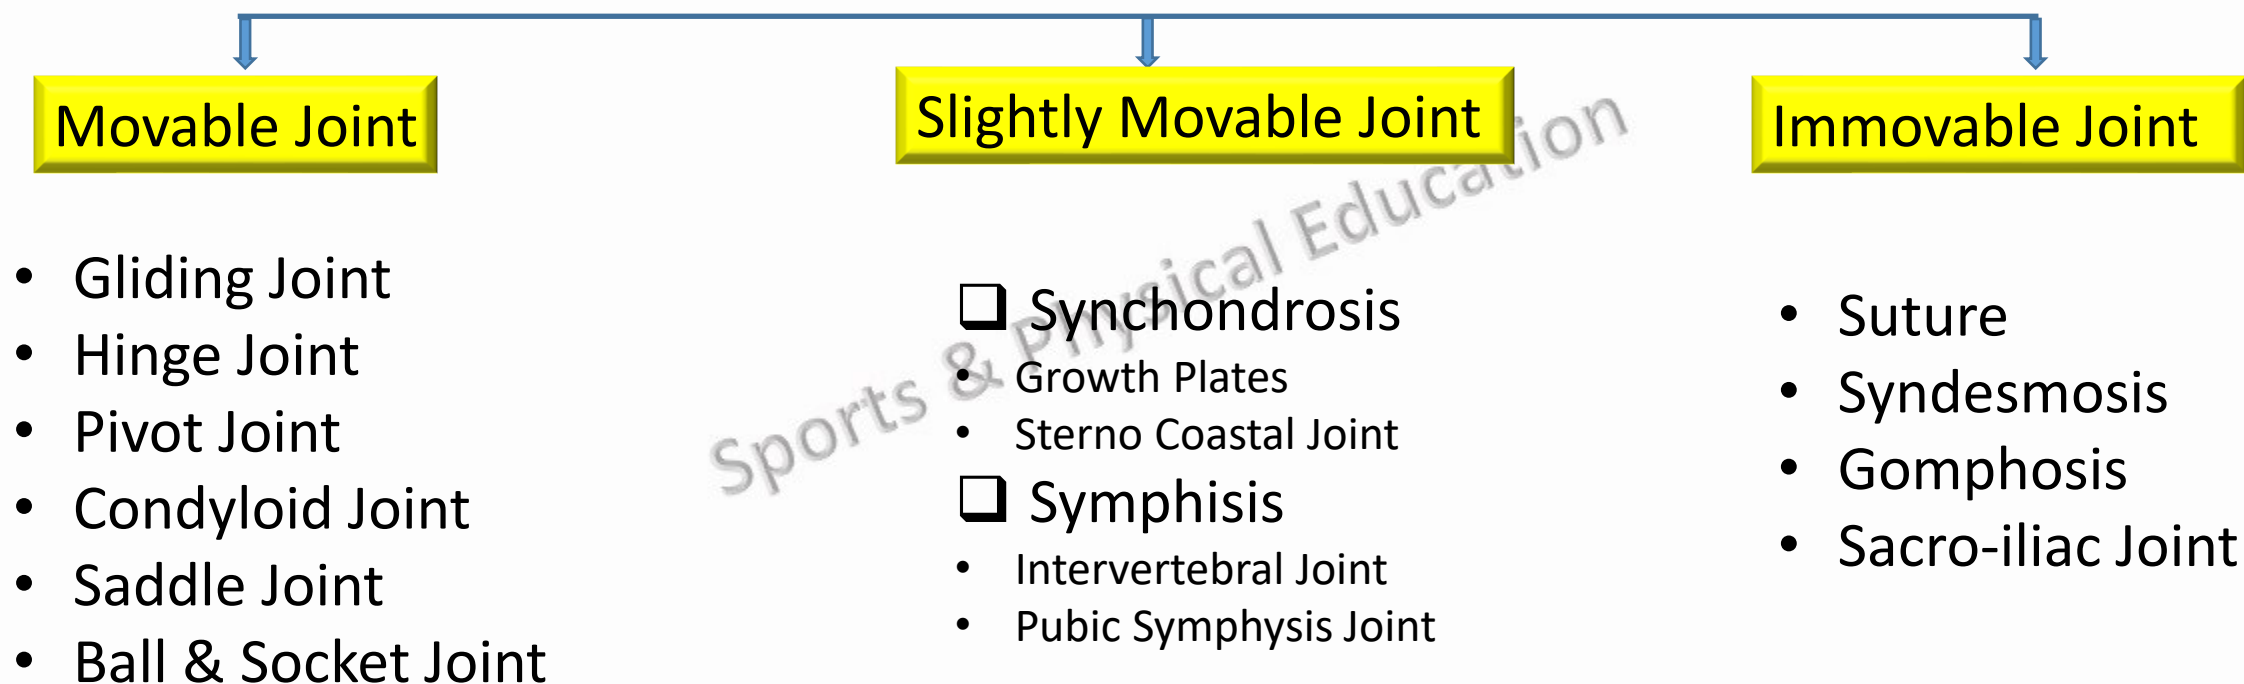 Movable Joint
• Gliding Joint
• Hinge Joint
• Pivot Joint
• Condyloid Joint
• Saddle Joint
• Ball & Socket Joint
Slightly Movable Joint
❑ Synchondrosis
• Growth Plates
• Sterno Coastal Joint
❑ Symphisis
• Intervertebral Joint
• Pubic Symphysis Joint
Immovable Joint
• Suture
• Syndesmosis
• Gomphosis
• Sacro-iliac Joint
Sports & Physical Education